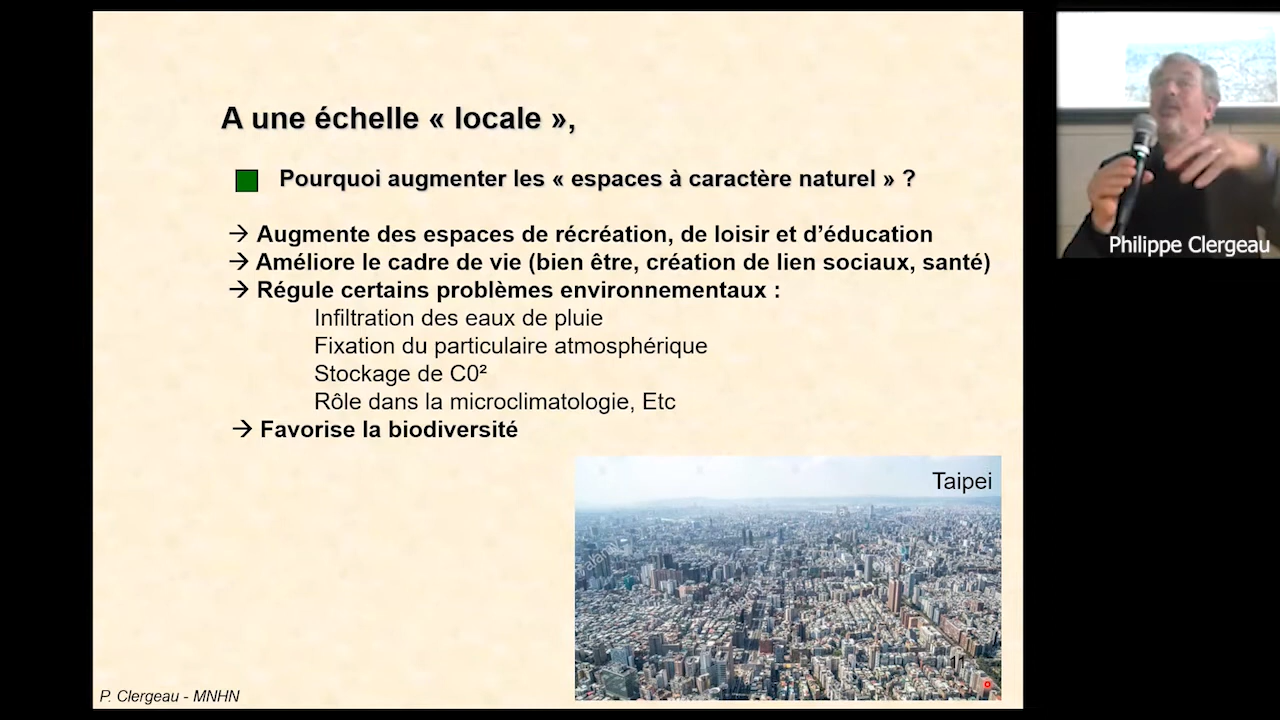 A une échelle « locale »,
Pourquoi augmenter les « espaces à caractère naturel » ?
→ Augmente des espaces de récréation, de loisir et d’éducation
→ Améliore le cadre de vie (bien être, création de lien sociaux, santé)
→ Régule certains problèmes environnementaux :
Infiltration des eaux de pluie
Fixation du particulaire atmosphérique
Stockage de C0²
Rôle dans la microclimatologie, Etc
→ Favorise la biodiversité
Taipei
P. Clergeau - MNHN
Philippe Clergeau